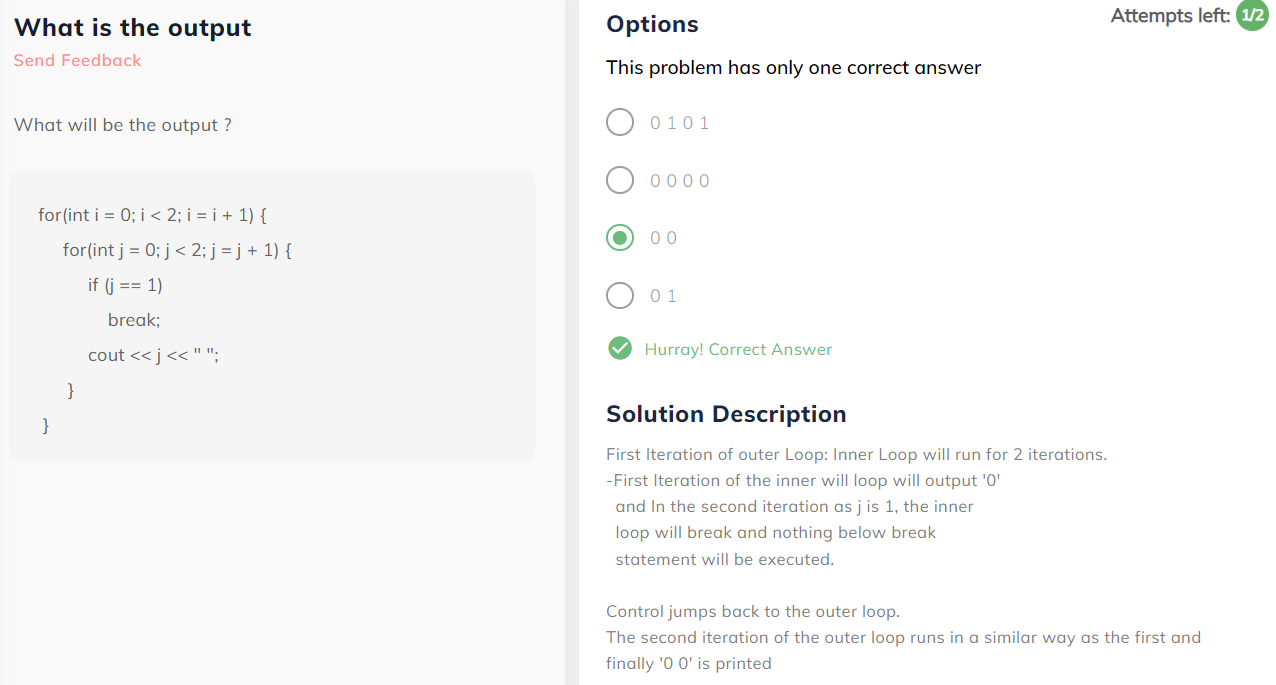 What is the output
Send Feedback
What will be the output ?
for(int i = 0; i < 2; i = i + 1) {
for(int j = 0; j < 2; j = j + 1) {
if (j == 1)
break;
cout << j << " ";
}
}
Options
Attempts left: 1/2
This problem has only one correct answer
0 1 0 1
0 0 0 0
0 0
0 1
Hurray! Correct Answer
Solution Description
First Iteration of outer Loop: Inner Loop will run for 2 iterations.
-First Iteration of the inner will loop will output '0'
and In the second iteration as j is 1, the inner
loop will break and nothing below break
statement will be executed.
Control jumps back to the outer loop.
The second iteration of the outer loop runs in a similar way as the first and
finally '0 0' is printed